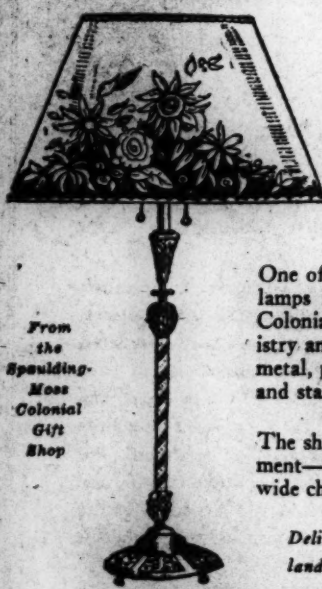 From
the
Spaulding-
Moss
Colonial
Gift
Shop
One of
lamps
Colonia
istry an
metal, p
and sta
The sh
ment—
wide ch
Deli
land